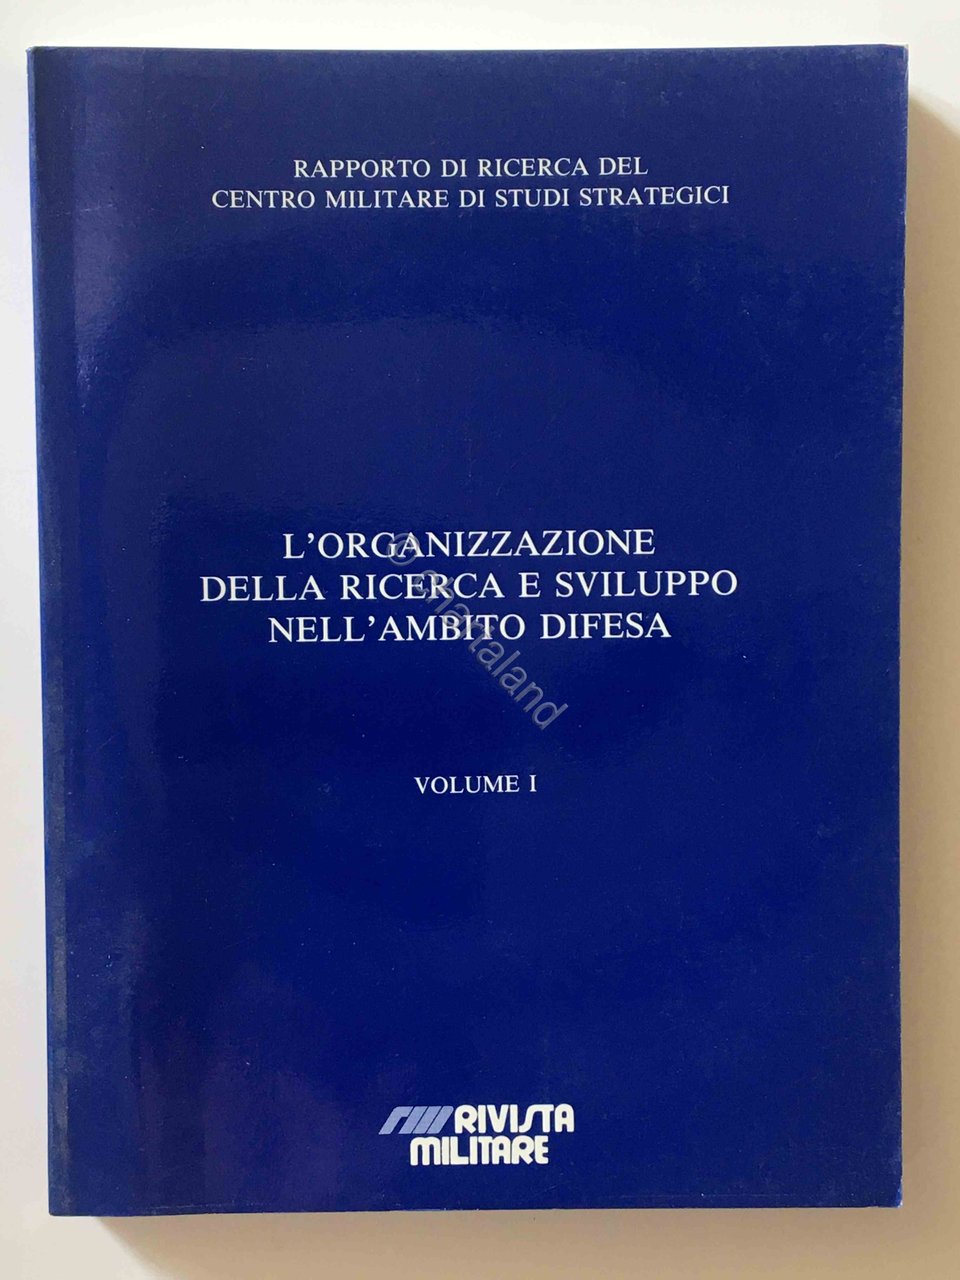 RAPPORTO DI RICERCA DEL
CENTRO MILITARE DI STUDI STRATEGICI
L'ORGANIZZAZIONE
DELLA RICERCA E SVILUPPO
NELL'AMBITO DIFESA
© chartaland
VOLUME I
RIVISTA
MILITARE